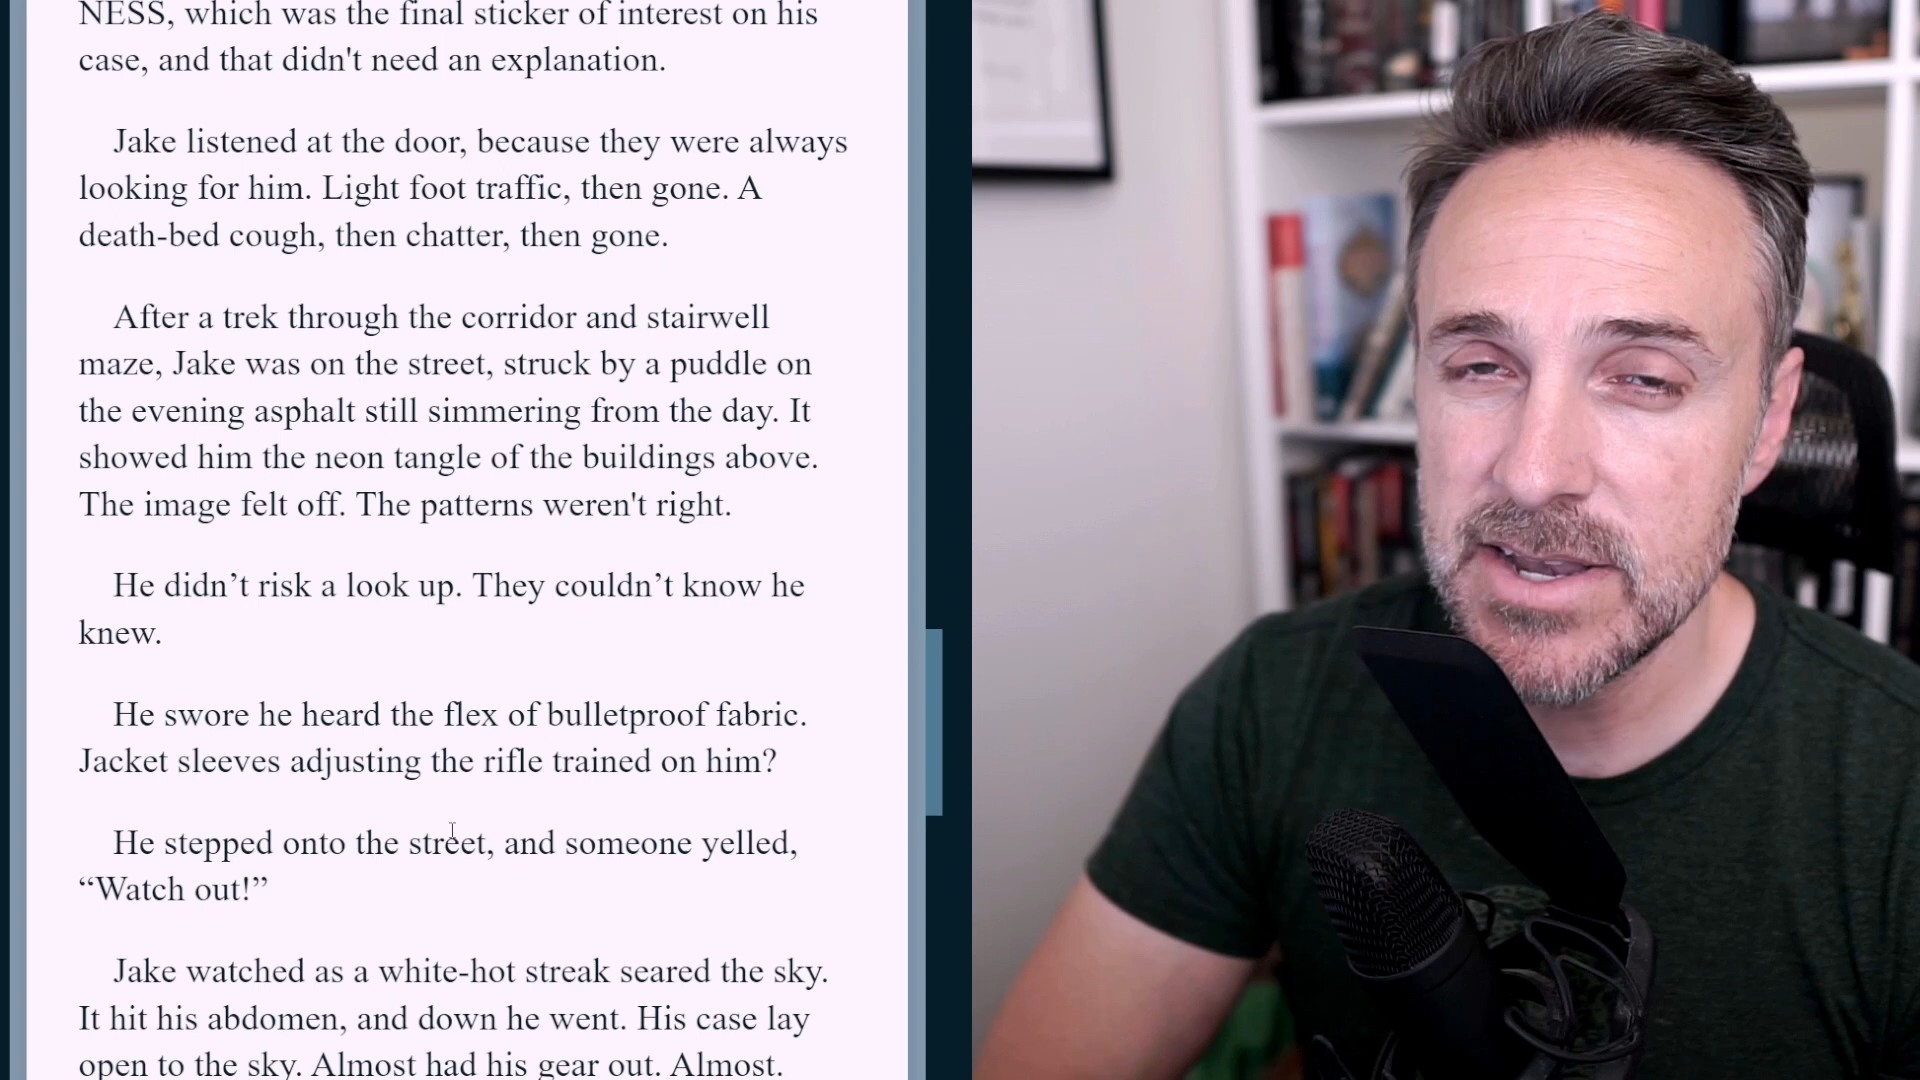 NESS, which was the final sticker of interest on his
case, and that didn't need an explanation.
Jake listened at the door, because they were always
looking for him. Light foot traffic, then gone. A
death-bed cough, then chatter, then gone.
After a trek through the corridor and stairwell
maze, Jake was on the street, struck by a puddle on
the evening asphalt still simmering from the day. It
showed him the neon tangle of the buildings above.
The image felt off. The patterns weren't right.
He didn’t risk a look up. They couldn’t know he
knew.
He swore he heard the flex of bulletproof fabric.
Jacket sleeves adjusting the rifle trained on him?
He stepped onto the street, and someone yelled,
“Watch out!”
Jake watched as a white-hot streak seared the sky.
It hit his abdomen, and down he went. His case lay
open to the sky. Almost had his gear out. Almost.